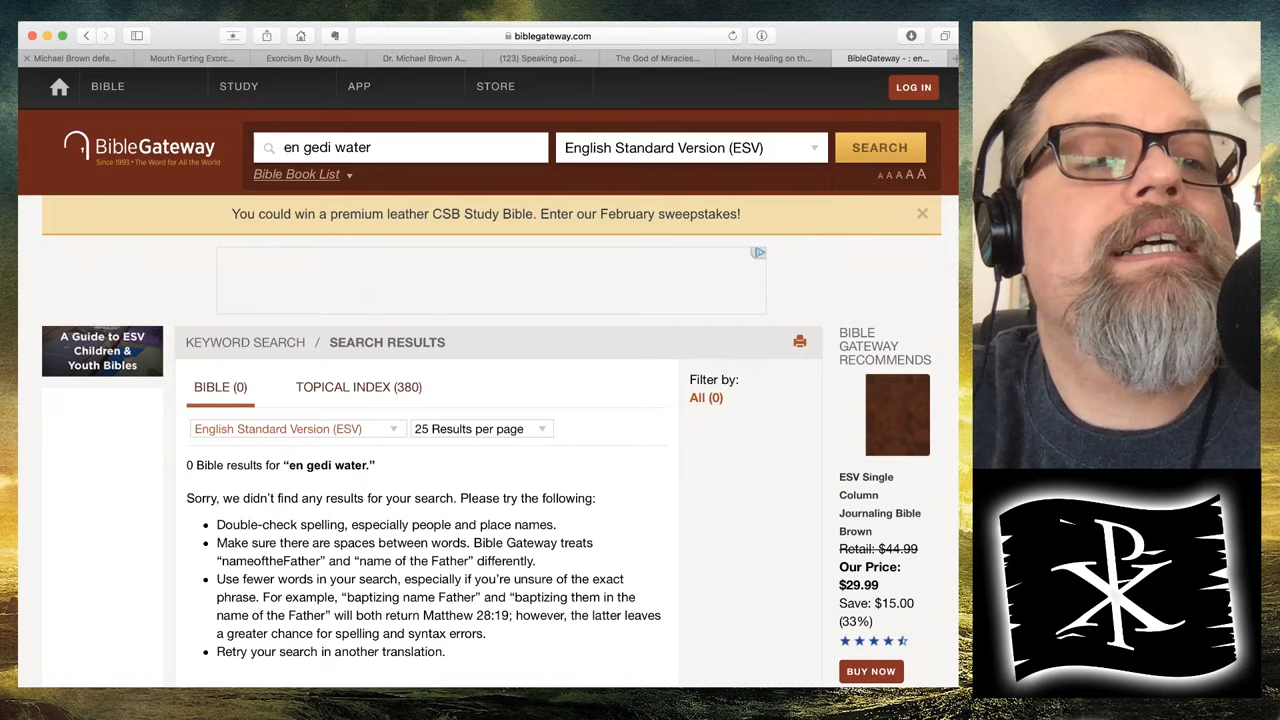 biblegateway.com
Michael Brown defe...
Mouth Farting Exorc...
Exorcism By Mouth...
Dr. Michael Brown A...
(123) Speaking posi...
The God of Miracles...
More Healing on th...
BibleGateway - : en...
BIBLE
STUDY
APP
STORE
LOG IN
BibleGateway
Since 1993 • The Word for All the World
en gedi water
English Standard Version (ESV)
SEARCH
Bible Book List
A A A A A
You could win a premium leather CSB Study Bible. Enter our February sweepstakes!
A Guide to ESV
Children &
Youth Bibles
KEYWORD SEARCH / SEARCH RESULTS
BIBLE (0)
TOPICAL INDEX (380)
English Standard Version (ESV)
25 Results per page
0 Bible results for “en gedi water.”
Sorry, we didn’t find any results for your search. Please try the following:
Double-check spelling, especially people and place names.
Make sure there are spaces between words. Bible Gateway treats
“nameoftheFather” and “name of the Father” differently.
Use fewer words in your search, especially if you’re unsure of the exact
phrase. For example, “baptizing name Father” and “baptizing them in the
name of the Father” will both return Matthew 28:19; however, the latter leaves
a greater chance for spelling and syntax errors.
Retry your search in another translation.
Filter by:
All (0)
BIBLE
GATEWAY
RECOMMENDS
ESV Single
Column
Journaling Bible
Brown
Retail: $44.99
Our Price:
$29.99
Save: $15.00
(33%)
BUY NOW